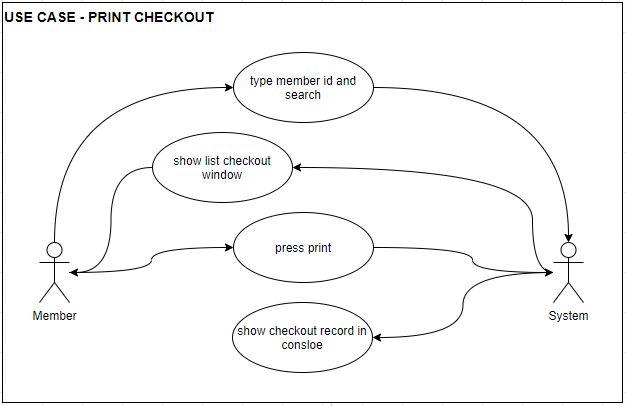 USE CASE - PRINT CHECKOUT
type member id and
search
show list checkout
window
press print
Member
System
show checkout record in
consloe